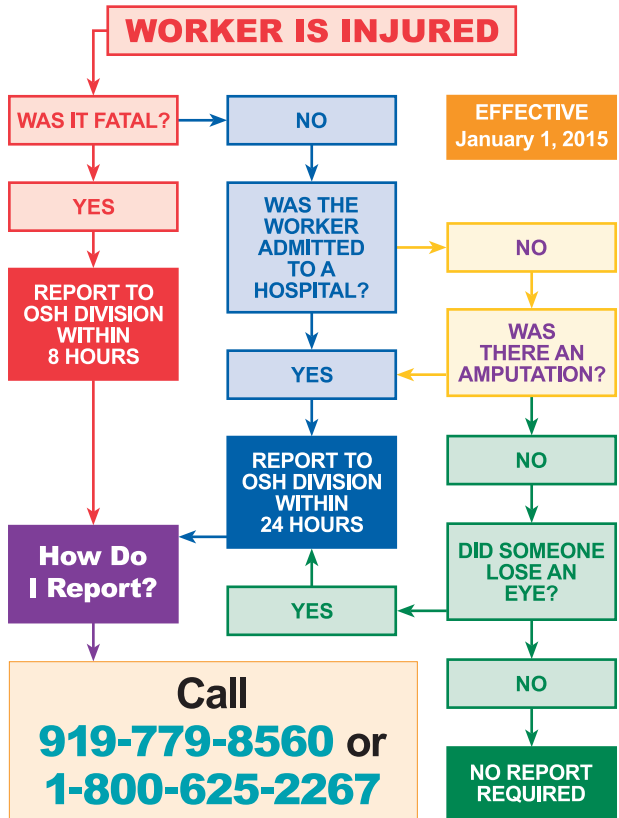 WORKER IS INJURED
WAS IT FATAL?
NO
EFFECTIVE
January 1, 2015
YES
WAS THE
WORKER
ADMITTED
TO A
HOSPITAL?
NO
REPORT TO
OSH DIVISION
WITHIN
8 HOURS
YES
WAS
THERE AN
AMPUTATION?
REPORT TO
OSH DIVISION
WITHIN
24 HOURS
NO
How Do
I Report?
YES
DID SOMEONE
LOSE AN
EYE?
NO
Call
919-779-8560 or
1-800-625-2267
NO REPORT
REQUIRED